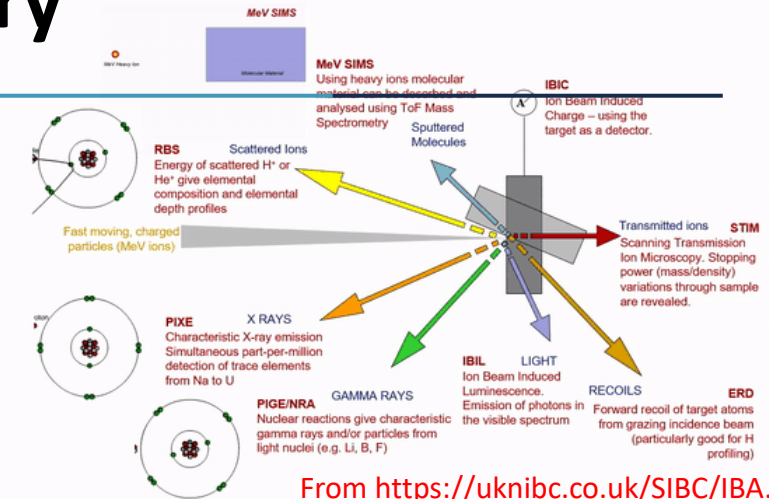 ry
MeV SIMS
MeV Heavy Ion
Molecular Material
MeV SIMS
Using heavy ions molecular
material can be desorbed and
analysed using ToF Mass
Spectrometry
IBIC
Ion Beam Induced
Charge – using the
target as a detector.
A
Sputtered
Molecules
RBS
Scattered Ions
Energy of scattered H⁺ or
He⁺ give elemental
composition and elemental
depth profiles
Fast moving, charged
particles (MeV ions)
Transmitted ions
STIM
Scanning Transmission
Ion Microscopy. Stopping
power (mass/density)
variations through sample
are revealed.
PIXE
X RAYS
Characteristic X-ray emission
Simultaneous part-per-million
detection of trace elements
from Na to U
GAMMA RAYS
PIGE/NRA
Nuclear reactions give characteristic
gamma rays and/or particles from
light nuclei (e.g. Li, B, F)
IBIL
LIGHT
Ion Beam Induced
Luminescence.
Emission of photons in
the visible spectrum
RECOILS
ERD
Forward recoil of target atoms
from grazing incidence beam
(particularly good for H
profiling)
From https://uknibc.co.uk/SIBC/IBA.